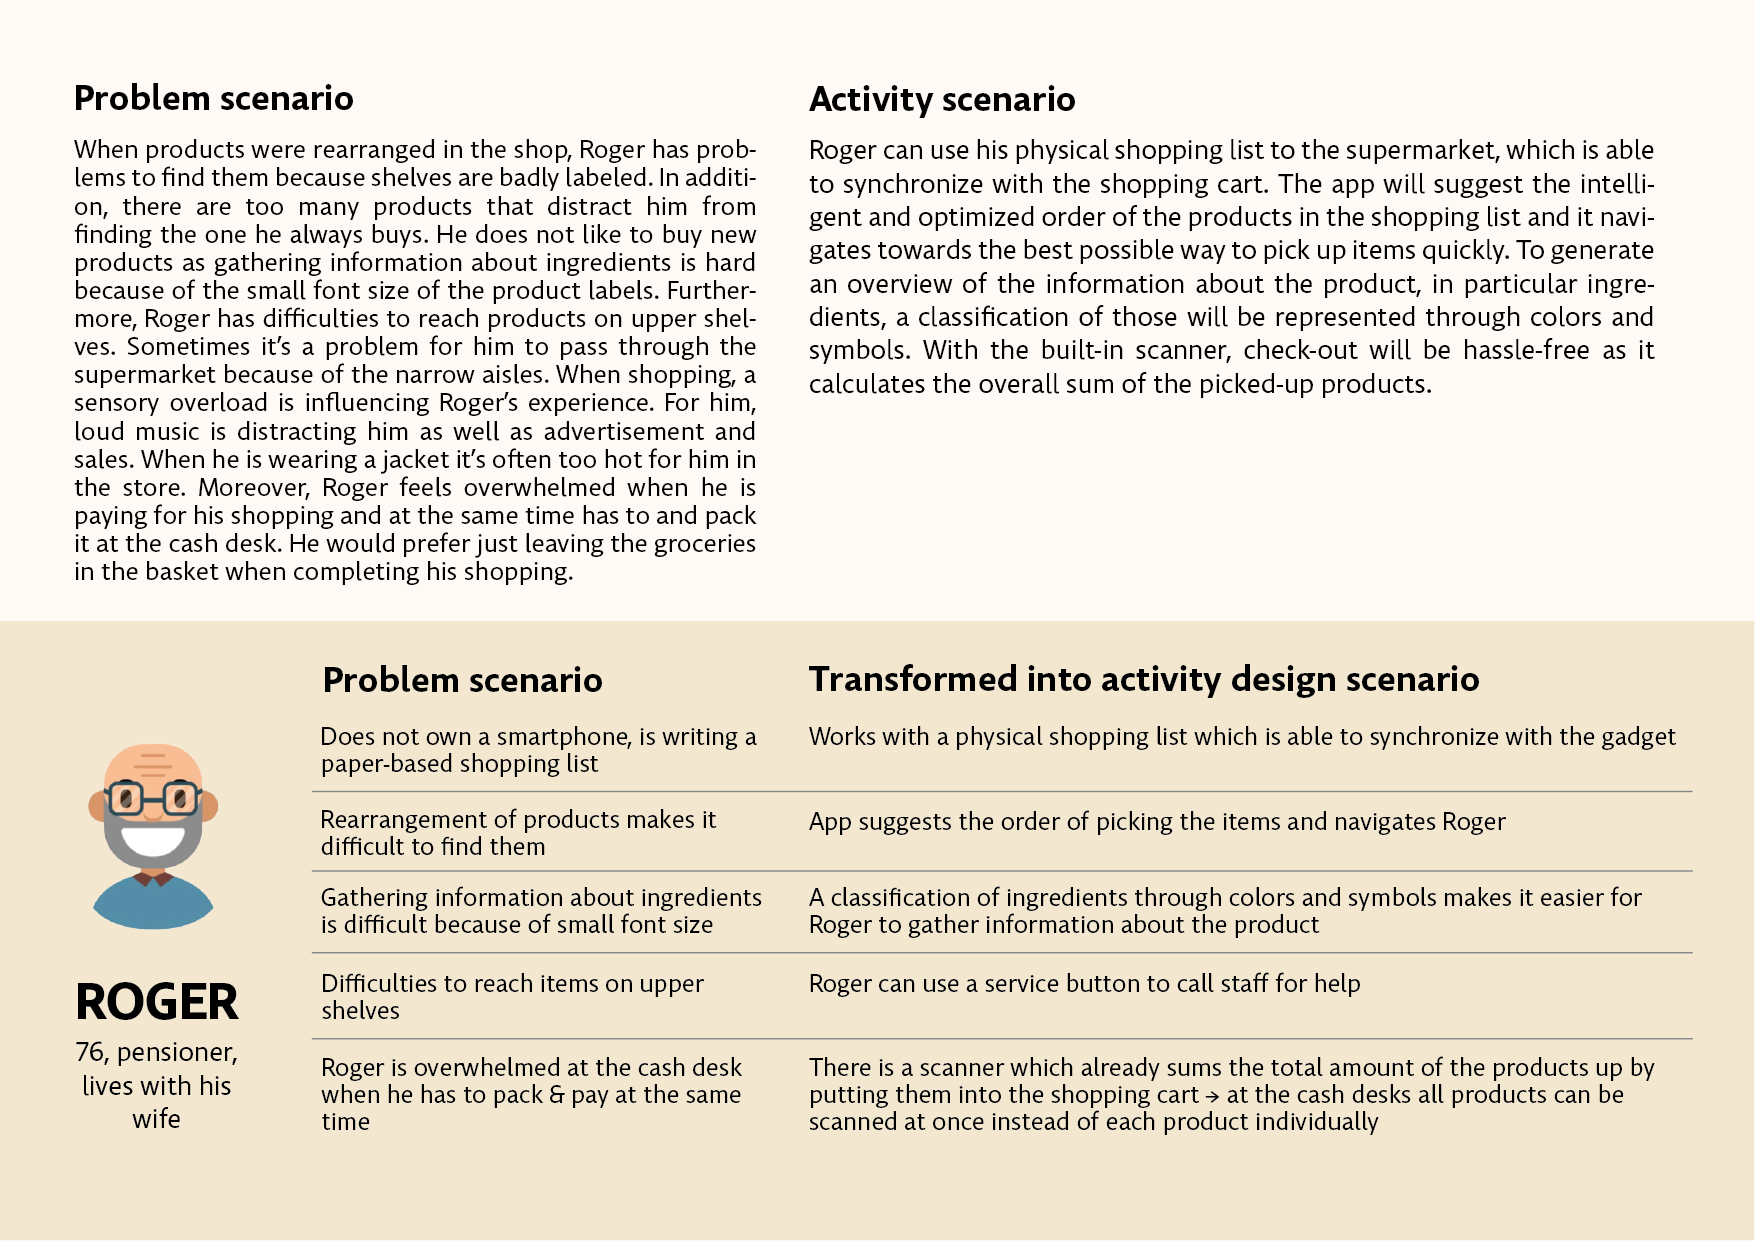 Problem scenario
When products were rearranged in the shop, Roger has prob-
lems to find them because shelves are badly labeled. In additi-
on, there are too many products that distract him from
finding the one he always buys. He does not like to buy new
products as gathering information about ingredients is hard
because of the small font size of the product labels. Further-
more, Roger has difficulties to reach products on upper shel-
ves. Sometimes it’s a problem for him to pass through the
supermarket because of the narrow aisles. When shopping, a
sensory overload is influencing Roger’s experience. For him,
loud music is distracting him as well as advertisement and
sales. When he is wearing a jacket it’s often too hot for him in
the store. Moreover, Roger feels overwhelmed when he is
paying for his shopping and at the same time has to and pack
it at the cash desk. He would prefer just leaving the groceries
in the basket when completing his shopping.
Activity scenario
Roger can use his physical shopping list to the supermarket, which is able
to synchronize with the shopping cart. The app will suggest the intelli-
gent and optimized order of the products in the shopping list and it navi-
gates towards the best possible way to pick up items quickly. To generate
an overview of the information about the product, in particular ingre-
dients, a classification of those will be represented through colors and
symbols. With the built-in scanner, check-out will be hassle-free as it
calculates the overall sum of the picked-up products.
ROGER
76, pensioner,
lives with his
wife
Problem scenario
Transformed into activity design scenario
Does not own a smartphone, is writing a
paper-based shopping list
Works with a physical shopping list which is able to synchronize with the gadget
Rearrangement of products makes it
difficult to find them
App suggests the order of picking the items and navigates Roger
Gathering information about ingredients
is difficult because of small font size
A classification of ingredients through colors and symbols makes it easier for
Roger to gather information about the product
Difficulties to reach items on upper
shelves
Roger can use a service button to call staff for help
Roger is overwhelmed at the cash desk
when he has to pack & pay at the same
time
There is a scanner which already sums the total amount of the products up by
putting them into the shopping cart → at the cash desks all products can be
scanned at once instead of each product individually